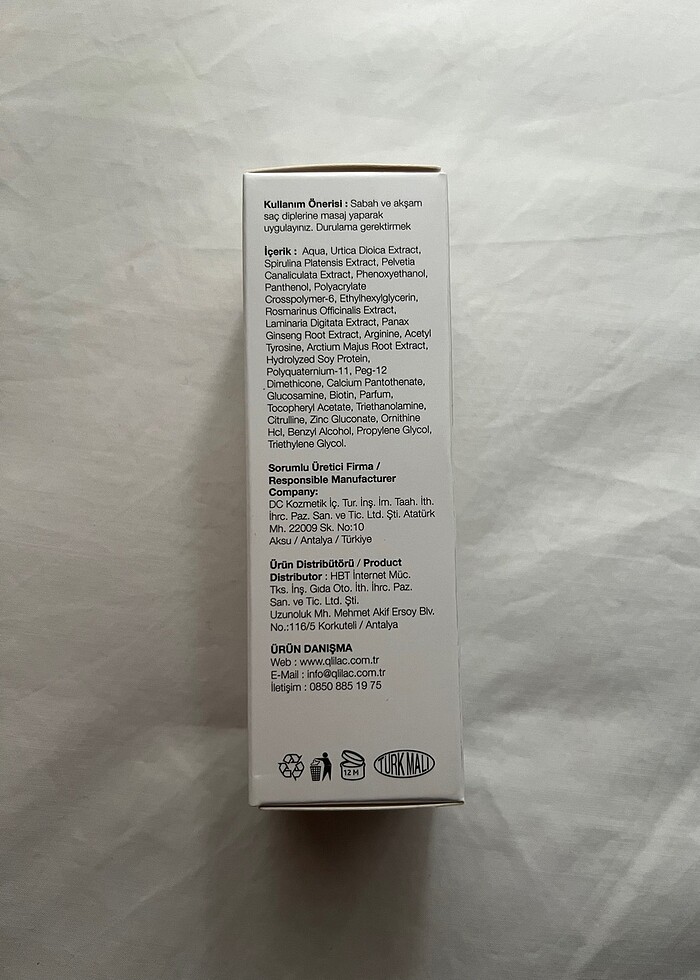 Kullanım Önerisi : Sabah ve akşam
saç diplerine masaj yaparak
uygulayınız. Durulama gerektirmek
İçerik : Aqua, Urtica Dioica Extract,
Spirulina Platensis Extract, Pelvetia
Canaliculata Extract, Phenoxyethanol,
Panthenol, Polyacrylate
Crosspolymer-6, Ethylhexylglycerin,
Rosmarinus Officinalis Extract,
Laminaria Digitata Extract, Panax
Ginseng Root Extract, Arginine, Acetyl
Tyrosine, Arctium Majus Root Extract,
Hydrolyzed Soy Protein,
Polyquaternium-11, Peg-12
Dimethicone, Calcium Pantothenate,
Glucosamine, Biotin, Parfum,
Tocopheryl Acetate, Triethanolamine,
Citrulline, Zinc Gluconate, Ornithine
Hcl, Benzyl Alcohol, Propylene Glycol,
Triethylene Glycol.
Sorumlu Üretici Firma /
Responsible Manufacturer
Company:
DC Kozmetik İç. Tur. İnş. İm. Taah. İth.
İhrc. Paz. San. ve Tic. Ltd. Şti. Atatürk
Mh. 22009 Sk. No:10
Aksu / Antalya / Türkiye
Ürün Distribütörü / Product
Distributor : HBT İnternet Müc.
Tks. İnş. Gıda Oto. İth. İhrc. Paz.
San. ve Tic. Ltd. Şti.
Uzunoluk Mh. Mehmet Akif Ersoy Blv.
No.:116/5 Korkuteli / Antalya
ÜRÜN DANIŞMA
Web : www.qlilac.com.tr
E-Mail : info@qlilac.com.tr
İletişim : 0850 885 19 75
12 M
TÜRK MALI